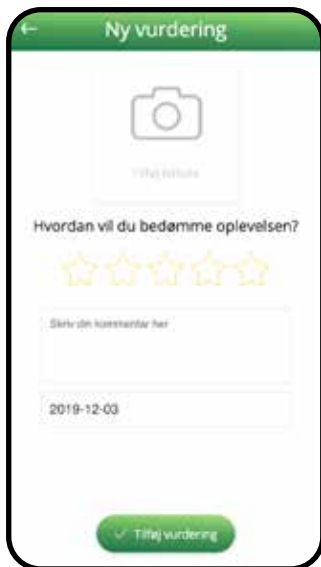 Ny vurdering
Tilføj billede
Hvordan vil du bedømme oplevelsen?
Skriv din kommentar her
2019-12-03
Tilføj vurdering